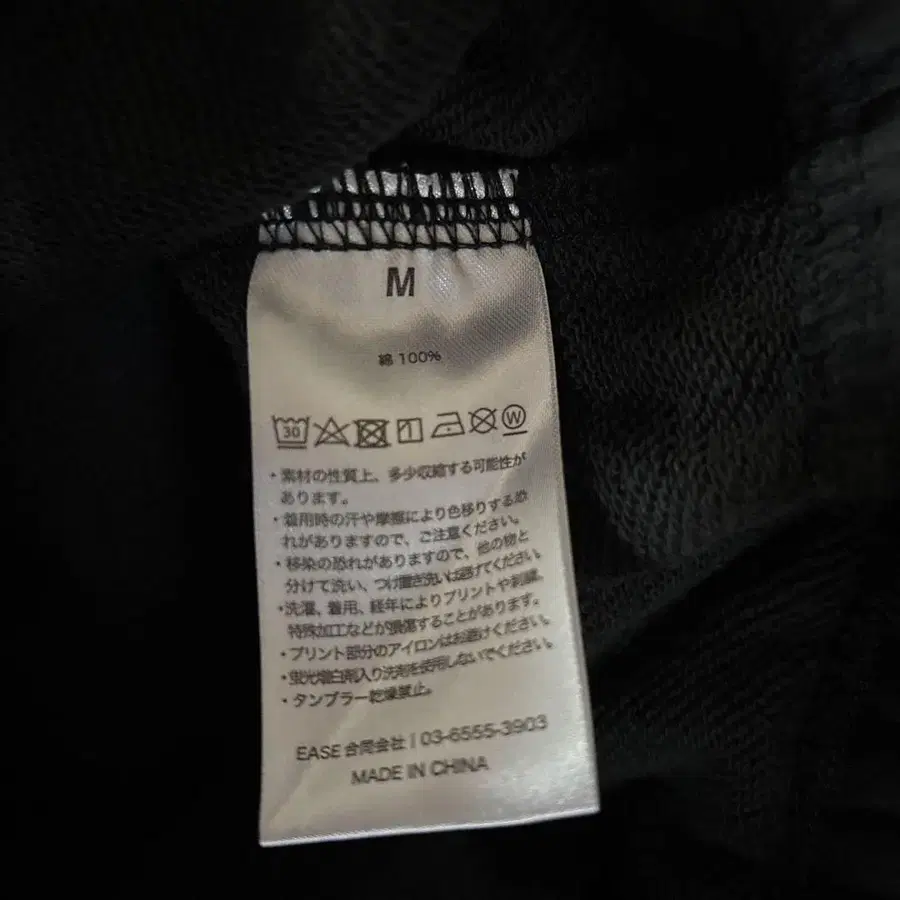 M
綿 100%
30
W
・素材の性質上、多少収縮する可能性が
あります。
・着用時の汗や摩擦により色移りする恐
れがありますので、ご注意ください。
・移染の恐れがありますので、他の物と
分けて洗い、つけ置き洗いは避けてください。
・洗濯、着用、経年によりプリントや刺繍、
特殊加工などが損傷することがあります。
・プリント部分のアイロンはお避けください。
・蛍光増白剤入り洗剤を使用しないでください。
・タンブラー乾燥禁止。
EASE 合同会社 | 03-6555-3903
MADE IN CHINA